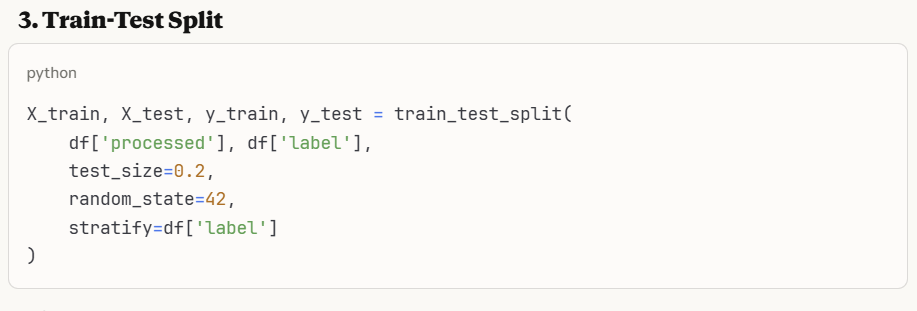 3. Train-Test Split
python
X_train, X_test, y_train, y_test = train_test_split(
    df['processed'], df['label'],
    test_size=0.2,
    random_state=42,
    stratify=df['label']
)